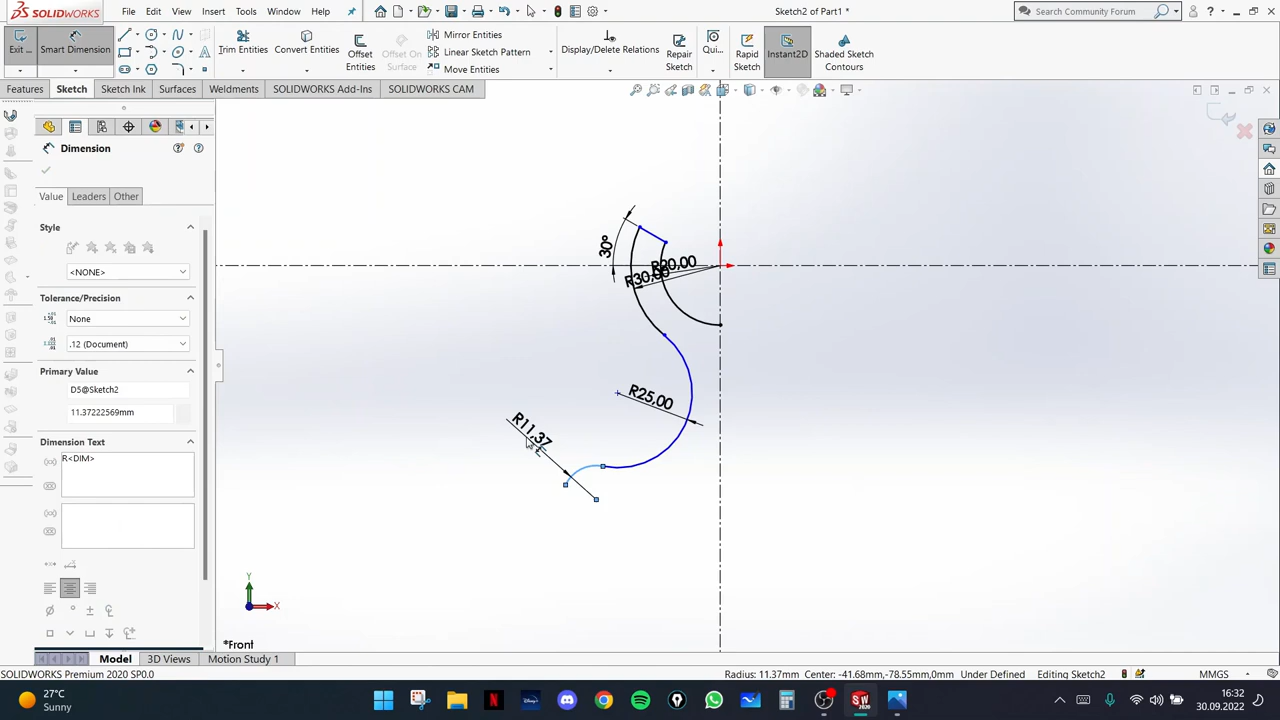 SOLIDWORKS
File
Edit
View
Insert
Tools
Window
Help
Sketch2 of Part1 *
Search Community Forum
Exit ...
Smart Dimension
Trim Entities
Convert Entities
Offset Entities
Offset On Surface
Mirror Entities
Linear Sketch Pattern
Move Entities
Display/Delete Relations
Repair Sketch
Qui...
Rapid Sketch
Instant2D
Shaded Sketch Contours
Features
Sketch
Sketch Ink
Surfaces
Weldments
SOLIDWORKS Add-Ins
SOLIDWORKS CAM
Dimension
Value
Leaders
Other
Style
<NONE>
Tolerance/Precision
None
.12 (Document)
Primary Value
D5@Sketch2
11.37222569mm
Dimension Text
R<DIM>
30°
R20,00
R30,00
R25,00
R11,37
Y
X
*Front
Model
3D Views
Motion Study 1
SOLIDWORKS Premium 2020 SP0.0
Radius: 11.37mm
Center: -41.68mm,-78.55mm,0mm
Under Defined
Editing Sketch2
MMGS
27°C
Sunny
16:32
30.09.2022